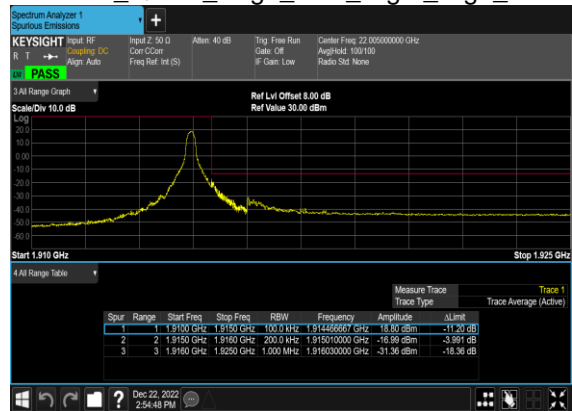 Spectrum Analyzer 1
Spurious Emissions
+
KEYSIGHT Input: RF Input Z: 50 Ω Atten: 40 dB Trig: Free Run Center Freq: 22.005000000 GHz
R T Coupling: DC Corr CCorr Gate: Off Avg|Hold: 100/100
Align: Auto Freq Ref: Int (S) IF Gain: Low Radio Std: None
PASS
3 All Range Graph
Ref Lvl Offset 8.00 dB
Scale/Div 10.0 dB Ref Value 30.00 dBm
Log
20.0
10.0
0.00
-10.0
-20.0
-30.0
-40.0
-50.0
-60.0
Start 1.910 GHz Stop 1.925 GHz
4 All Range Table
Measure Trace Trace 1
Trace Type Trace Average (Active)
Spur Range Start Freq Stop Freq RBW Frequency Amplitude ΔLimit
1 1 1.9100 GHz 1.9150 GHz 100.0 kHz 1.914466667 GHz 18.80 dBm -11.20 dB
2 2 1.9150 GHz 1.9160 GHz 200.0 kHz 1.915010000 GHz -16.99 dBm -3.991 dB
3 3 1.9160 GHz 1.9250 GHz 1.000 MHz 1.916030000 GHz -31.36 dBm -18.36 dB
? Dec 22, 2022
2:54:48 PM